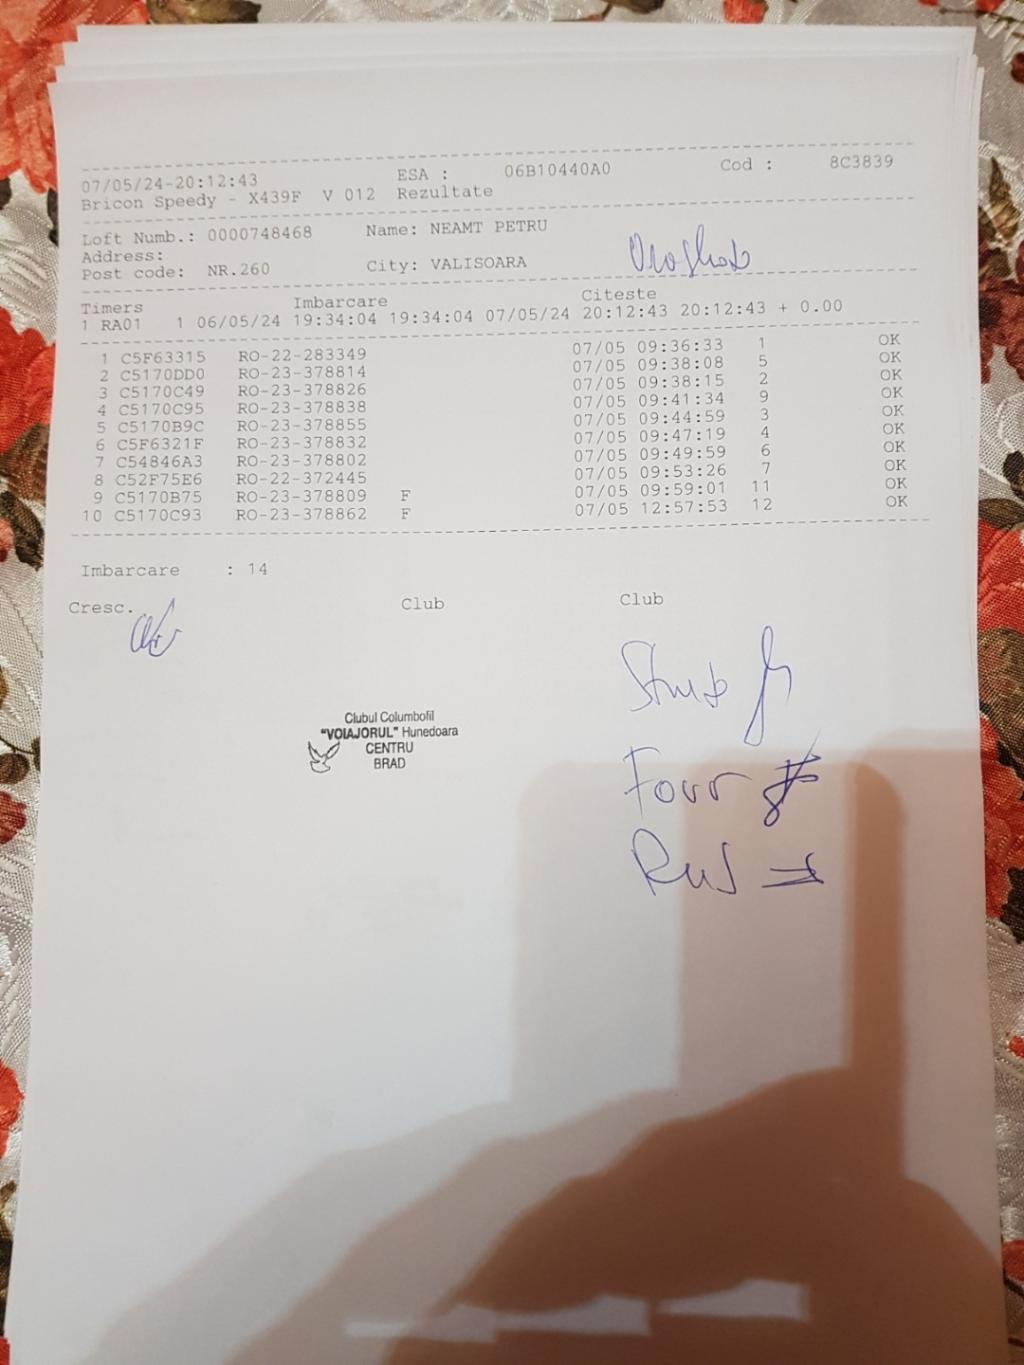 07/05/24-20:12:43 ESA : 06B10440A0 Cod : 8C3839
Bricon Speedy - X439F V 012 Rezultate
Loft Numb.: 0000748468 Name: NEAMT PETRU
Address:
Post code: NR.260 City: VALISOARA
Timers Imbarcare Citeste
1 RA01 1 06/05/24 19:34:04 19:34:04 07/05/24 20:12:43 20:12:43 + 0.00
1 C5F63315 RO-22-283349 07/05 09:36:33 1 OK
2 C5170DD0 RO-23-378814 07/05 09:38:08 5 OK
3 C5170C49 RO-23-378826 07/05 09:38:15 2 OK
4 C5170C95 RO-23-378838 07/05 09:41:34 9 OK
5 C5170B9C RO-23-378855 07/05 09:44:59 3 OK
6 C5F6321F RO-23-378832 07/05 09:47:19 4 OK
7 C54846A3 RO-23-378802 07/05 09:49:59 6 OK
8 C52F75E6 RO-22-372445 07/05 09:53:26 7 OK
9 C5170B75 RO-23-378809 F 07/05 09:59:01 11 OK
10 C5170C93 RO-23-378862 F 07/05 12:57:53 12 OK
Imbarcare : 14
Cresc. Club Club
Clubul Columbofil
"VOIAJORUL" Hunedoara
CENTRU
BRAD
Rus